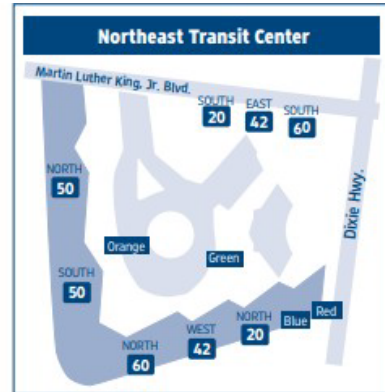 Northeast Transit Center
Martin Luther King, Jr. Blvd.
SOUTH
20
EAST
42
SOUTH
60
Dixie Hwy.
NORTH
50
Orange
Green
SOUTH
50
NORTH
60
WEST
42
NORTH
20
Blue
Red